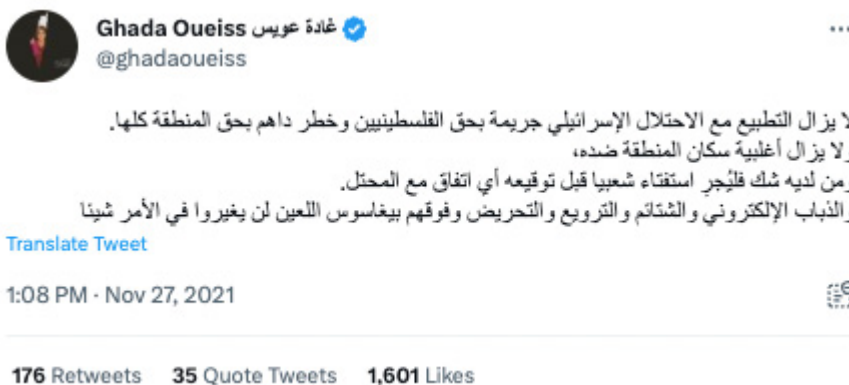 Ghada Oueiss غادة عويس
@ghadaoueiss
لا يزال التطبيع مع الاحتلال الإسرائيلي جريمة بحق الفلسطينيين وخطر داهم بحق المنطقة كلها.
ولا يزال أغلبية سكان المنطقة ضده،
ومن لديه شك فليُجرِ استفتاء شعبيا قبل توقيعه أي اتفاق مع المحتل.
والذباب الإلكتروني والشتائم والترويع والتحريض وفوقهم بيغاسوس اللعين لن يغيروا في الأمر شيئا
Translate Tweet
1:08 PM · Nov 27, 2021
176 Retweets 35 Quote Tweets 1,601 Likes